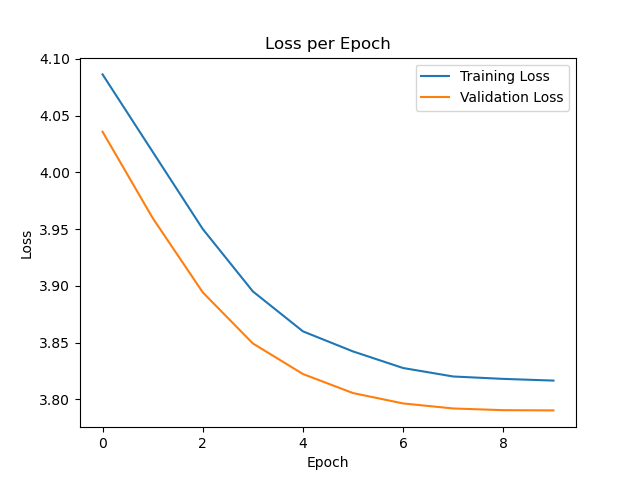 Loss per Epoch
Training Loss
Validation Loss
4.10
4.05
4.00
3.95
3.90
3.85
3.80
Loss
0 2 4 6 8
Epoch